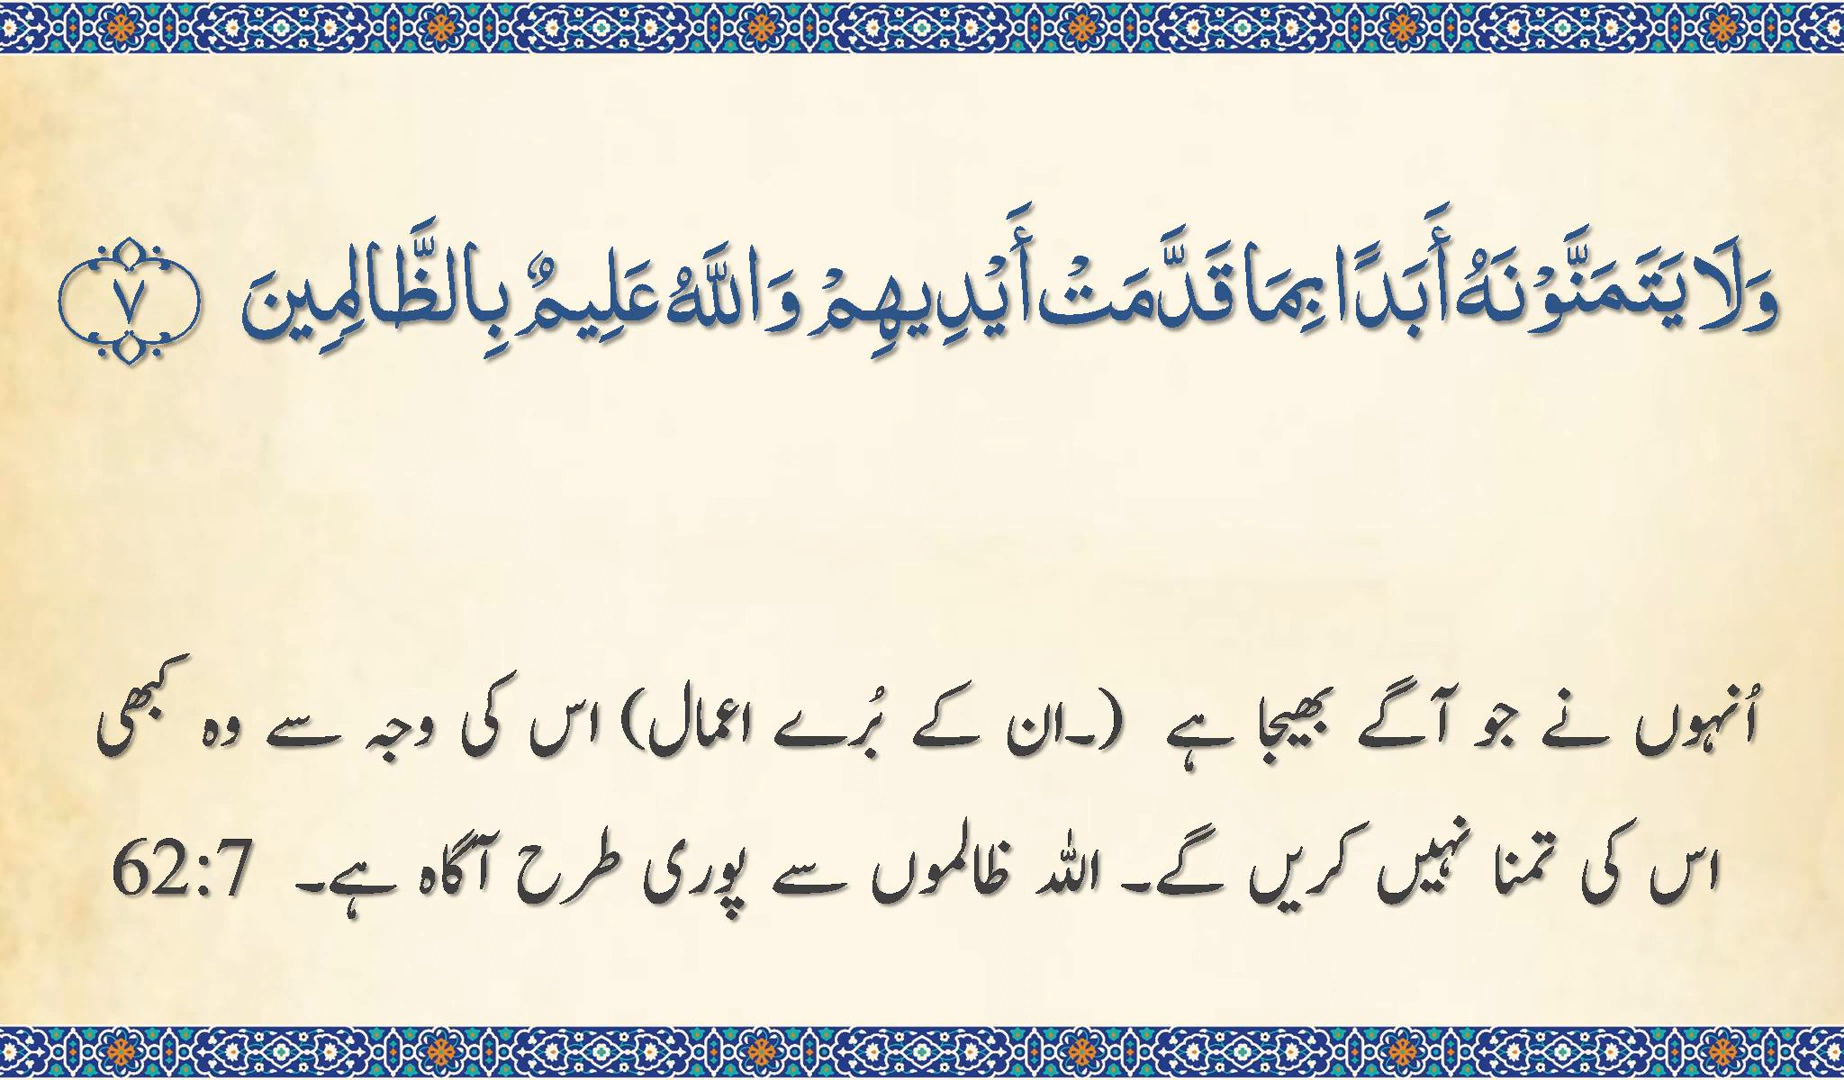 وَلَا يَتَمَنَّوْنَهُ أَبَدًا بِمَا قَدَّمَتْ أَيْدِيهِمْ وَاللَّهُ عَلِيمٌ بِالظَّالِمِينَ ٧
اُنہوں نے جو آگے بھیجا ہے (۔ان کے بُرے اعمال) اس کی وجہ سے وہ کبھی
اس کی تمنا نہیں کریں گے۔ اللہ ظالموں سے پوری طرح آگاہ ہے۔ 62:7